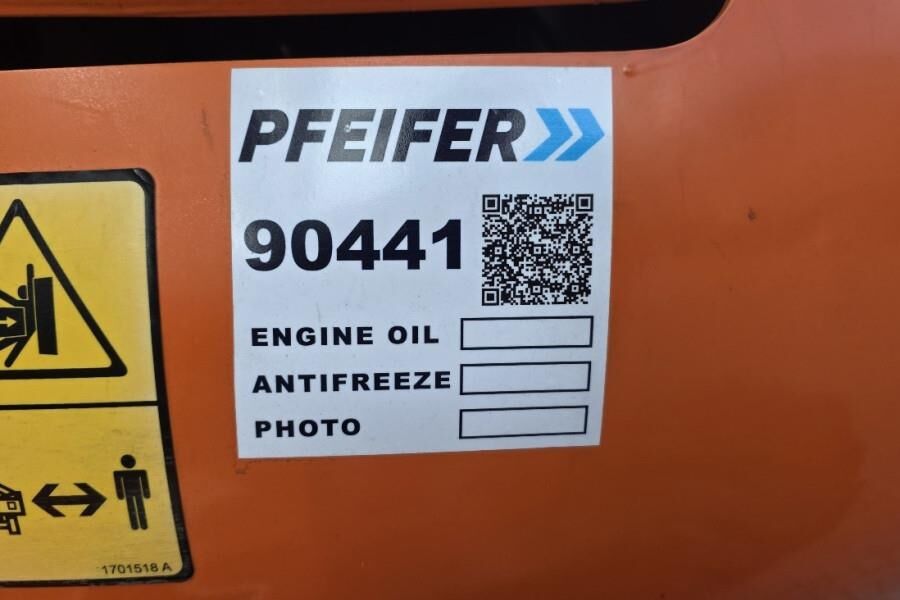 PFEIFER
90441
ENGINE OIL
ANTIFREEZE
PHOTO
1701518 A